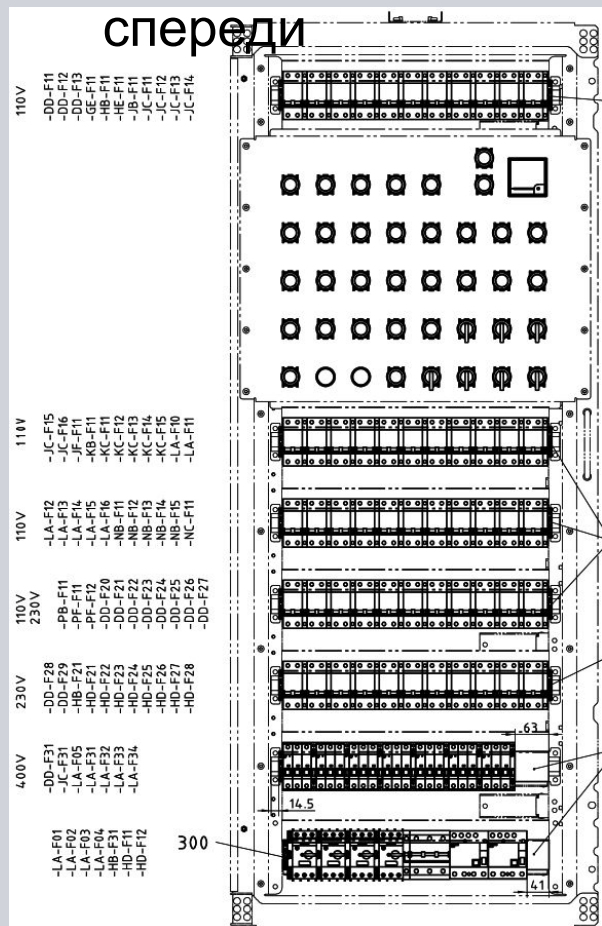 спереди
110V
-DD-F11
-DD-F12
-DD-F13
-GE-F11
-HB-F11
-HE-F11
-JB-F11
-JC-F11
-JC-F12
-JC-F13
-JC-F14
110V
-JC-F15
-JC-F16
-JF-F11
-KB-F11
-KC-F11
-KC-F12
-KC-F13
-KC-F14
-KC-F15
-LA-F10
-LA-F11
110V
-LA-F12
-LA-F13
-LA-F14
-LA-F15
-LA-F16
-NB-F11
-NB-F12
-NB-F13
-NB-F14
-NB-F15
-NC-F11
110V
230V
-PB-F11
-PF-F11
-PF-F12
-DD-F20
-DD-F21
-DD-F22
-DD-F23
-DD-F24
-DD-F25
-DD-F26
-DD-F27
230V
-DD-F28
-DD-F29
-HB-F21
-HD-F21
-HD-F22
-HD-F23
-HD-F24
-HD-F25
-HD-F26
-HD-F27
-HD-F28
400V
-DD-F31
-JC-F31
-LA-F05
-LA-F31
-LA-F32
-LA-F33
-LA-F34
63
14.5
-LA-F01
-LA-F02
-LA-F03
-LA-F04
-HB-F31
-HD-F11
-HD-F12
300
41